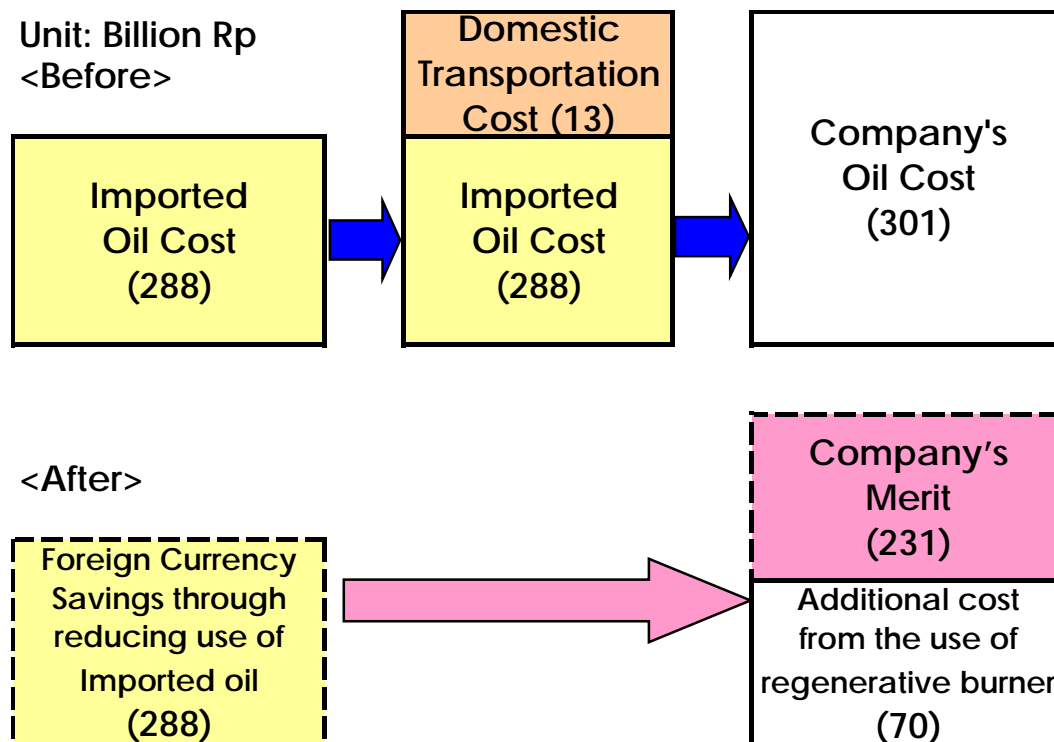 Unit: Billion Rp
<Before>
Domestic
Transportation
Cost (13)
Imported
Oil Cost
(288)
Imported
Oil Cost
(288)
Company's
Oil Cost
(301)
<After>
Foreign Currency
Savings through
reducing use of
Imported oil
(288)
Company’s
Merit
(231)
Additional cost
from the use of
regenerative burner
(70)